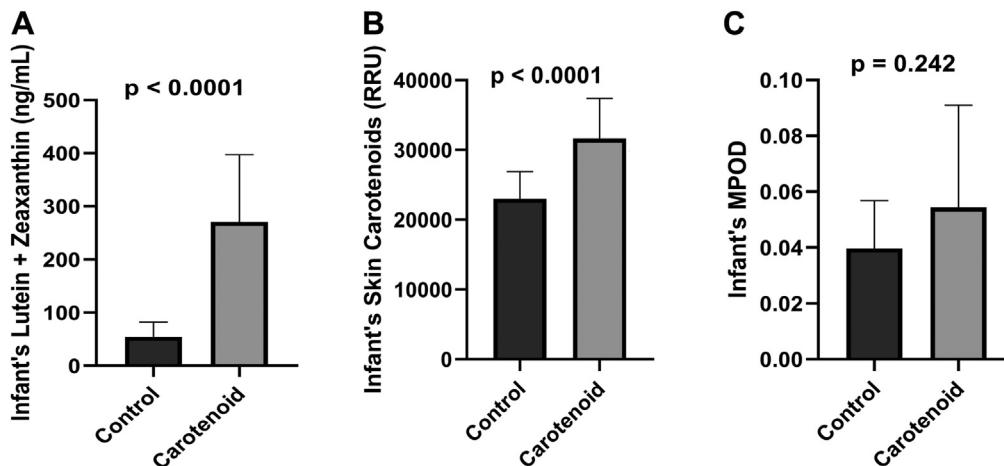 A
Infant's Lutein + Zeaxanthin (ng/mL)
p < 0.0001
500
400
300
200
100
0
Control
Carotenoid
B
Infant's Skin Carotenoids (RRU)
p < 0.0001
40000
30000
20000
10000
0
Control
Carotenoid
C
Infant's MPOD
p = 0.242
0.10
0.08
0.06
0.04
0.02
0.00
Control
Carotenoid